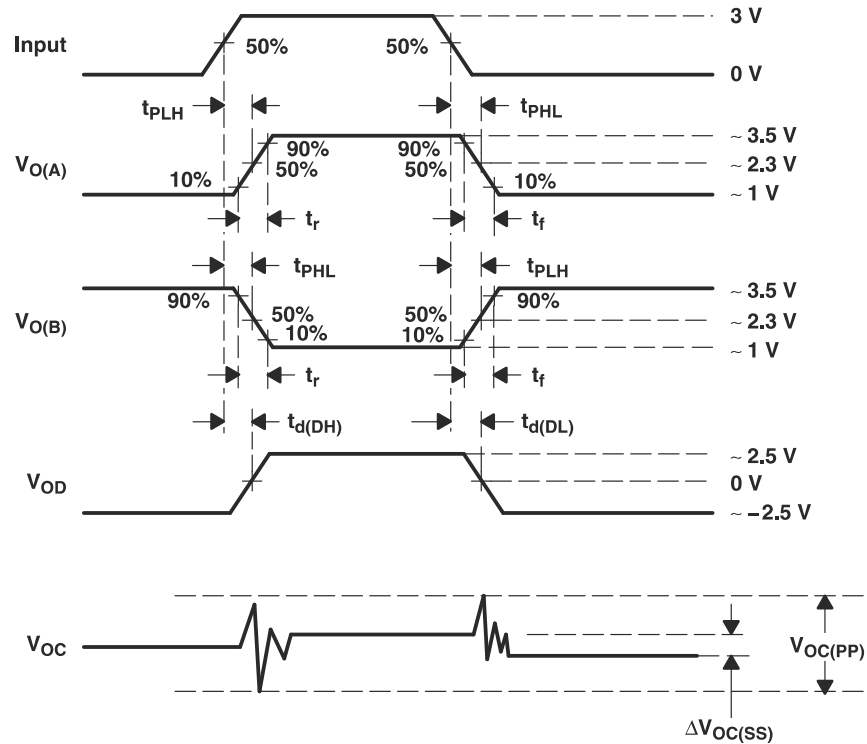 3 V
Input
50%
50%
0 V
tPLH
tPHL
~ 3.5 V
90%
90%
VO(A)
50%
50%
~ 2.3 V
10%
10%
~ 1 V
tr
tf
tPHL
tPLH
90%
90%
~ 3.5 V
VO(B)
50%
50%
~ 2.3 V
10%
10%
~ 1 V
tr
tf
td(DH)
td(DL)
~ 2.5 V
VOD
0 V
~ −2.5 V
VOC
VOC(PP)
ΔVOC(SS)